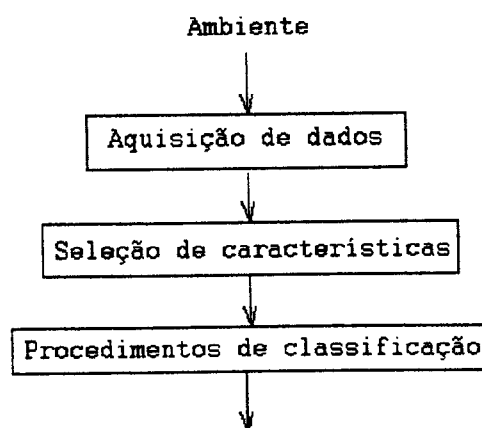 Ambiente
Aquisição de dados
Seleção de características
Procedimentos de classificação